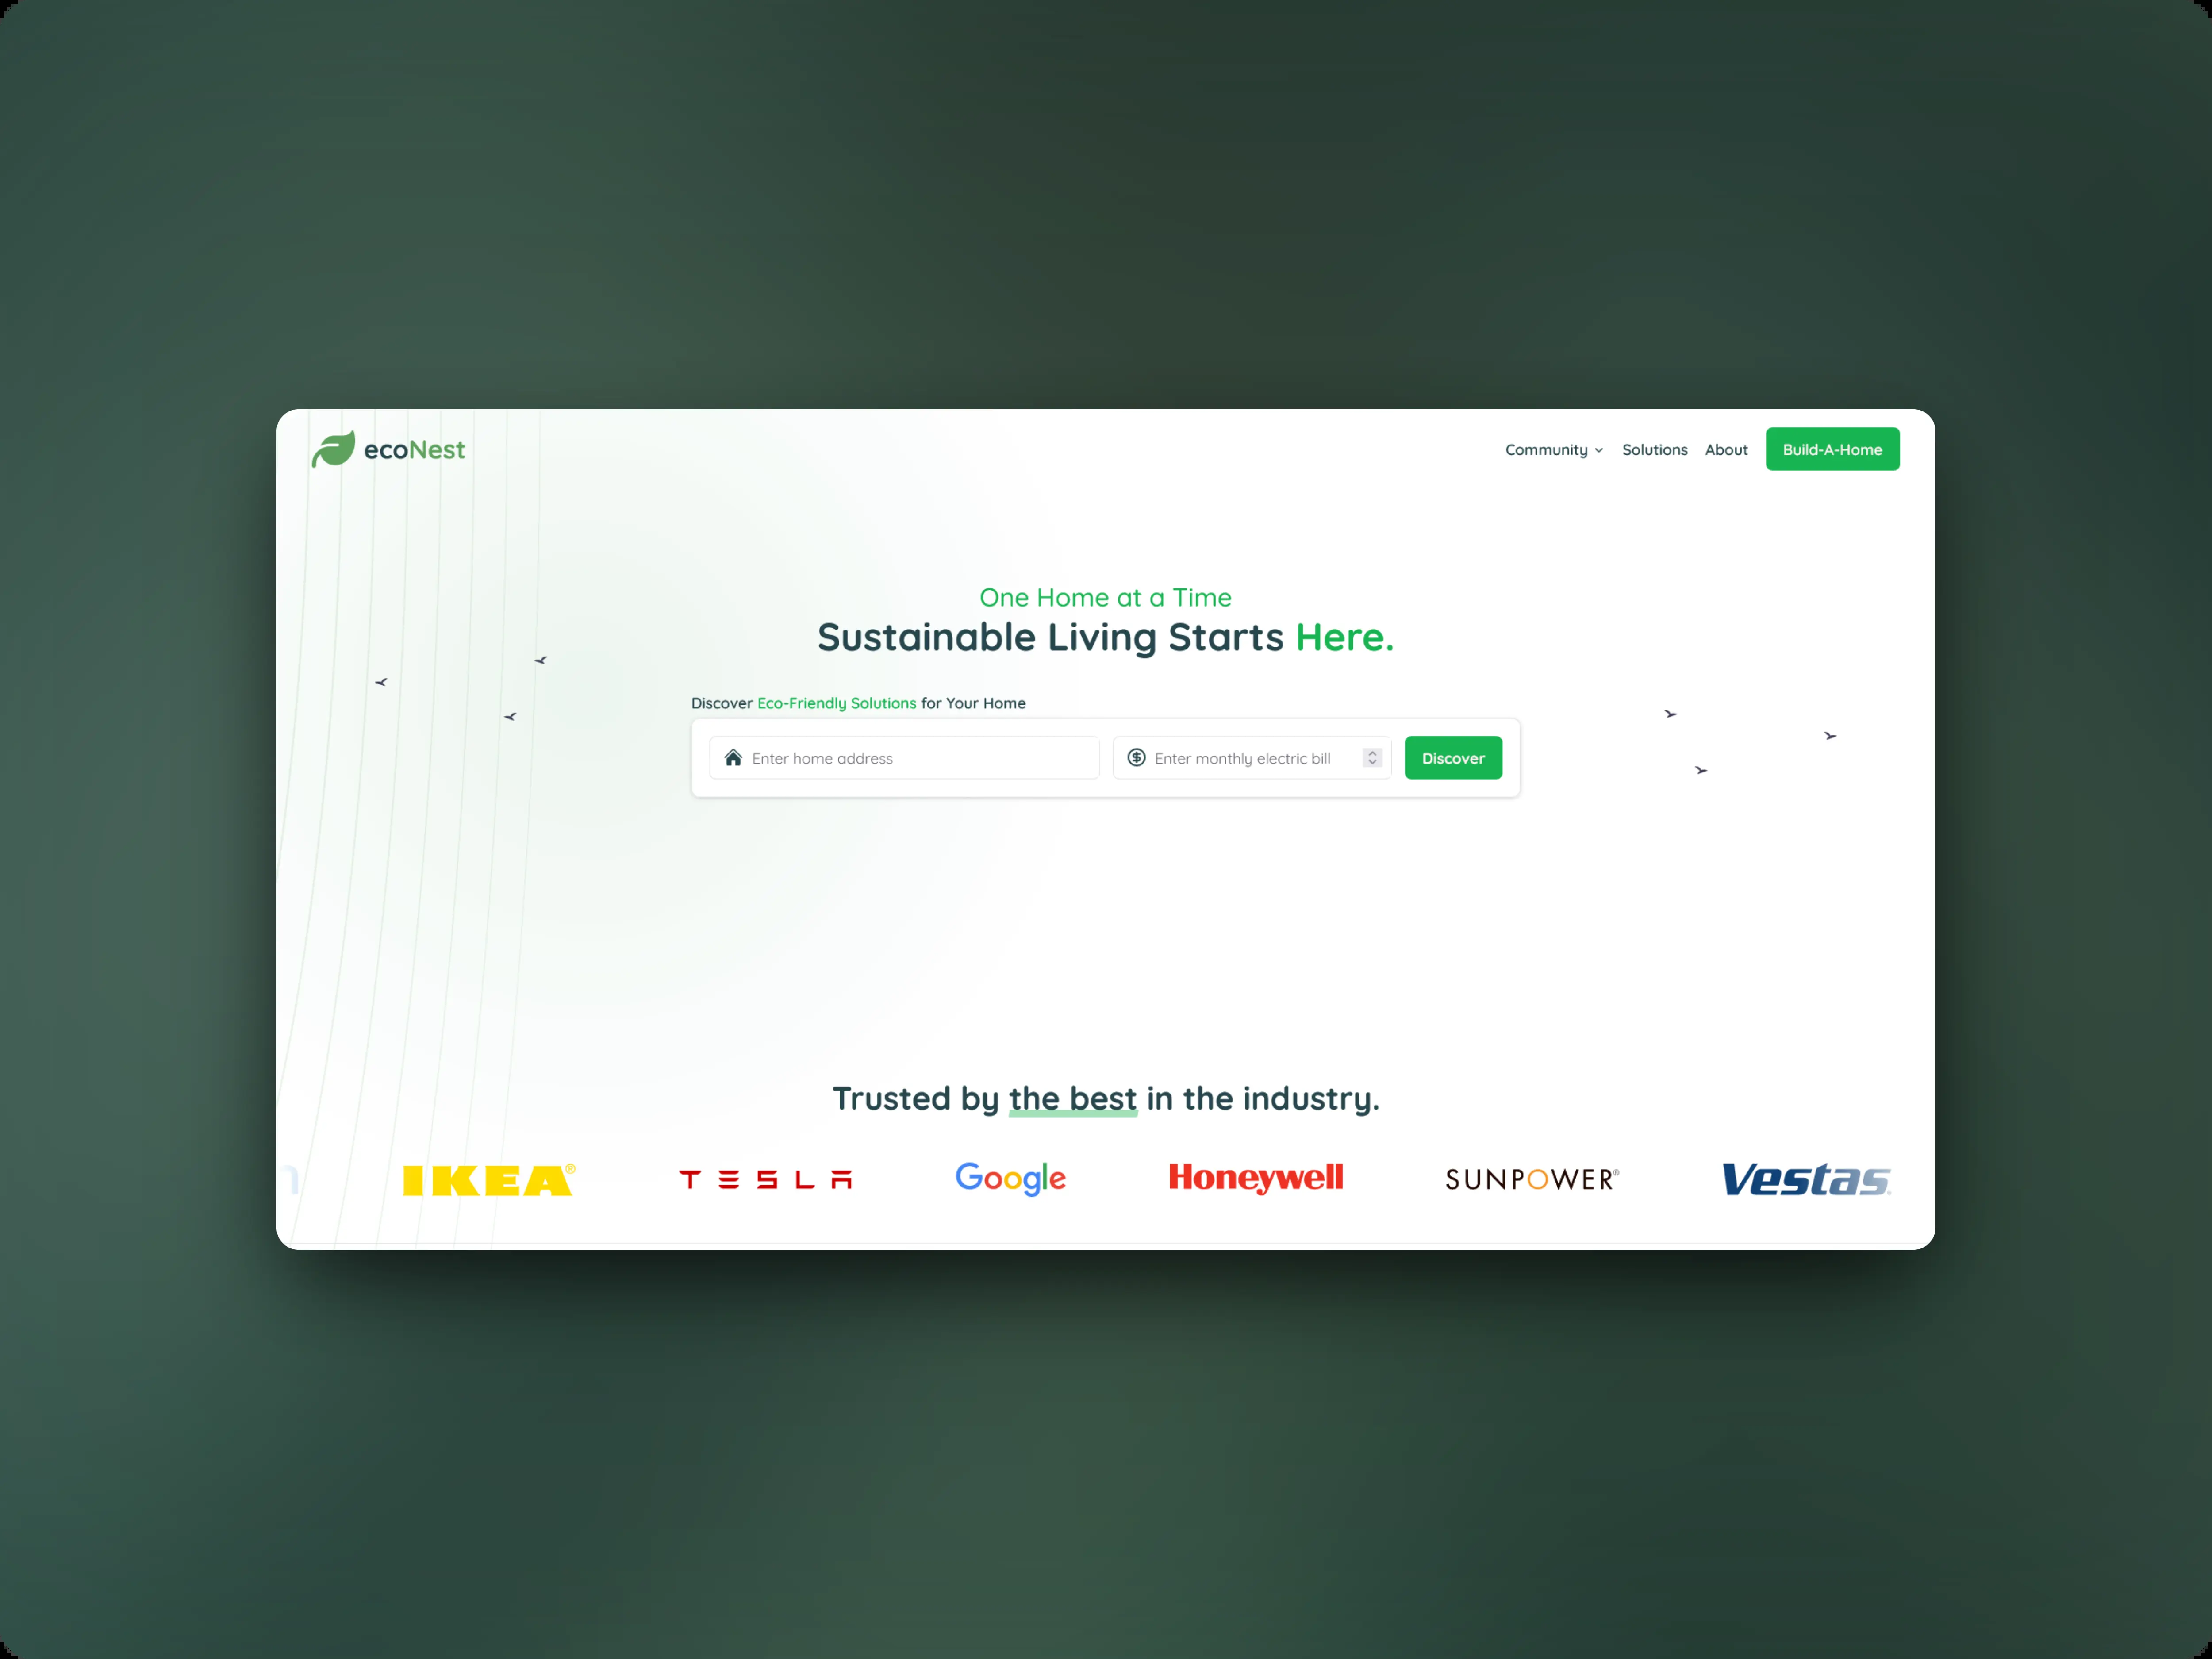 ecoNest
Community Solutions About Build-A-Home
One Home at a Time
Sustainable Living Starts Here.
Discover Eco-Friendly Solutions for Your Home
Enter home address Enter monthly electric bill Discover
Trusted by the best in the industry.
IKEA® TESLA Google Honeywell SUNPOWER® Vestas